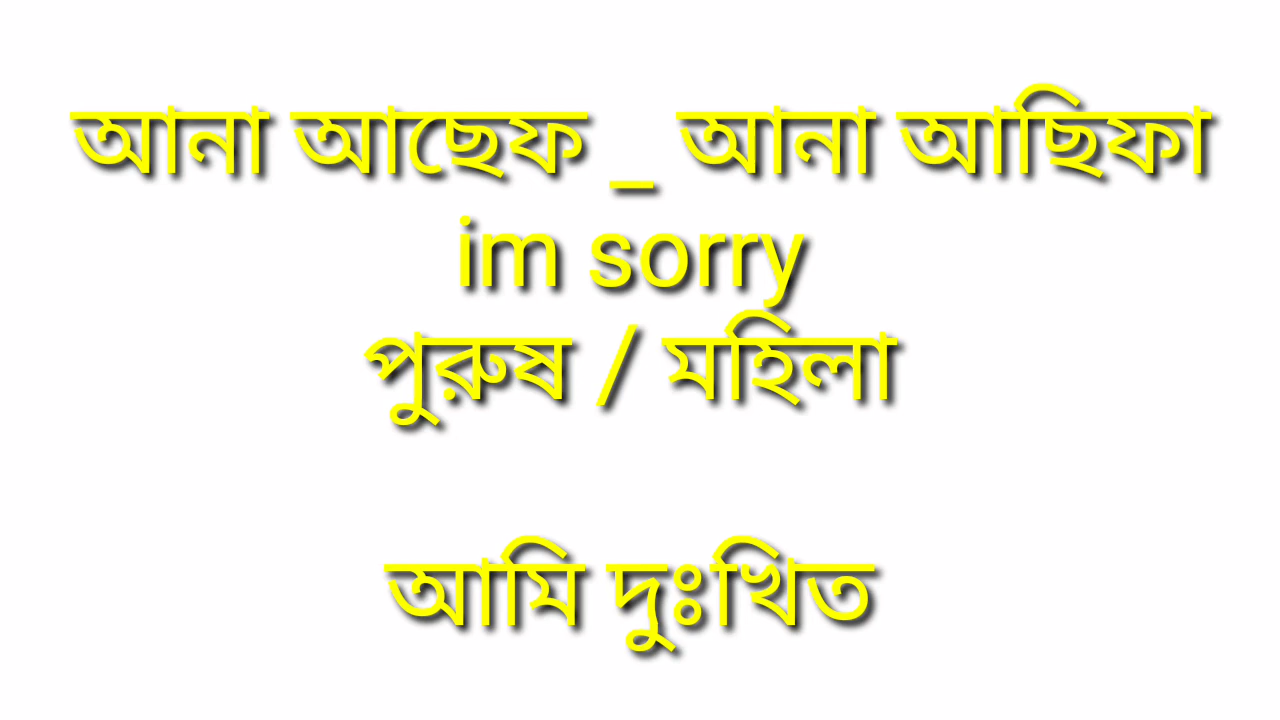 আনা আছেফ _ আনা আছিফা
im sorry
পুরুষ / মহিলা
আমি দুঃখিত